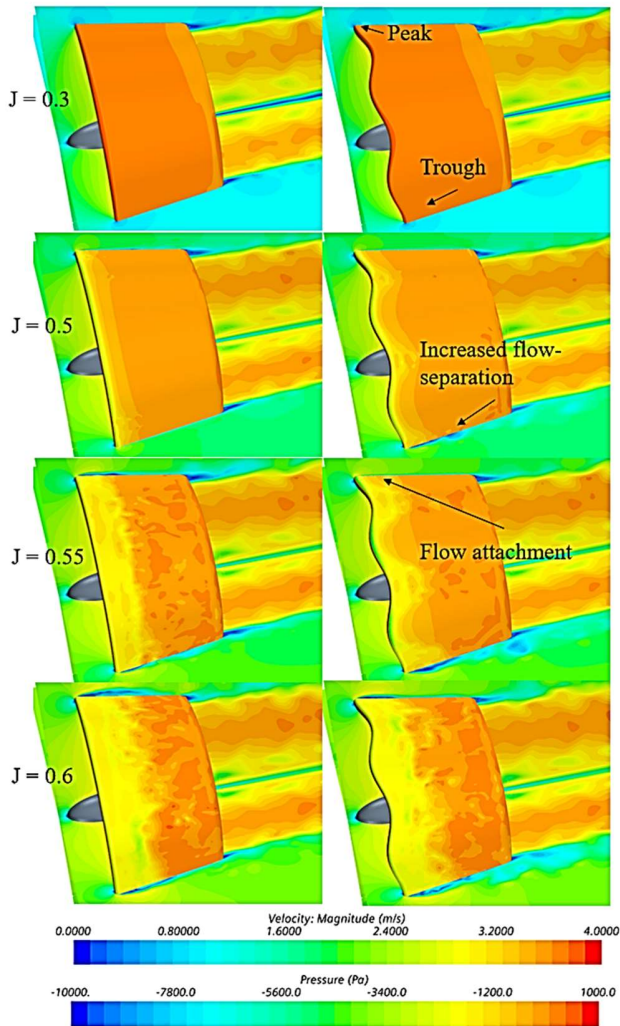 Peak
J = 0.3
Trough
J = 0.5
Increased flow-
separation
J = 0.55
Flow attachment
J = 0.6
Velocity: Magnitude (m/s)
0.0000 0.80000 1.6000 2.4000 3.2000 4.0000
Pressure (Pa)
-10000. -7800.0 -5600.0 -3400.0 -1200.0 1000.0